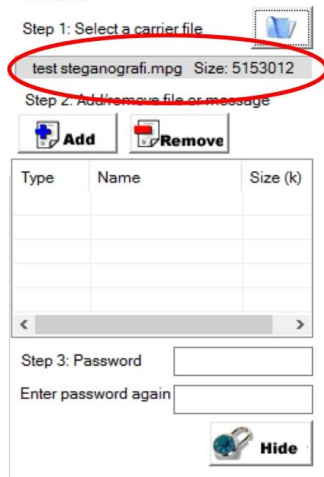 Step 1: Select a carrier file
test steganografi.mpg Size: 5153012
Step 2: Add/remove file or message
Add Remove
Type Name Size (k)
Step 3: Password
Enter password again
Hide